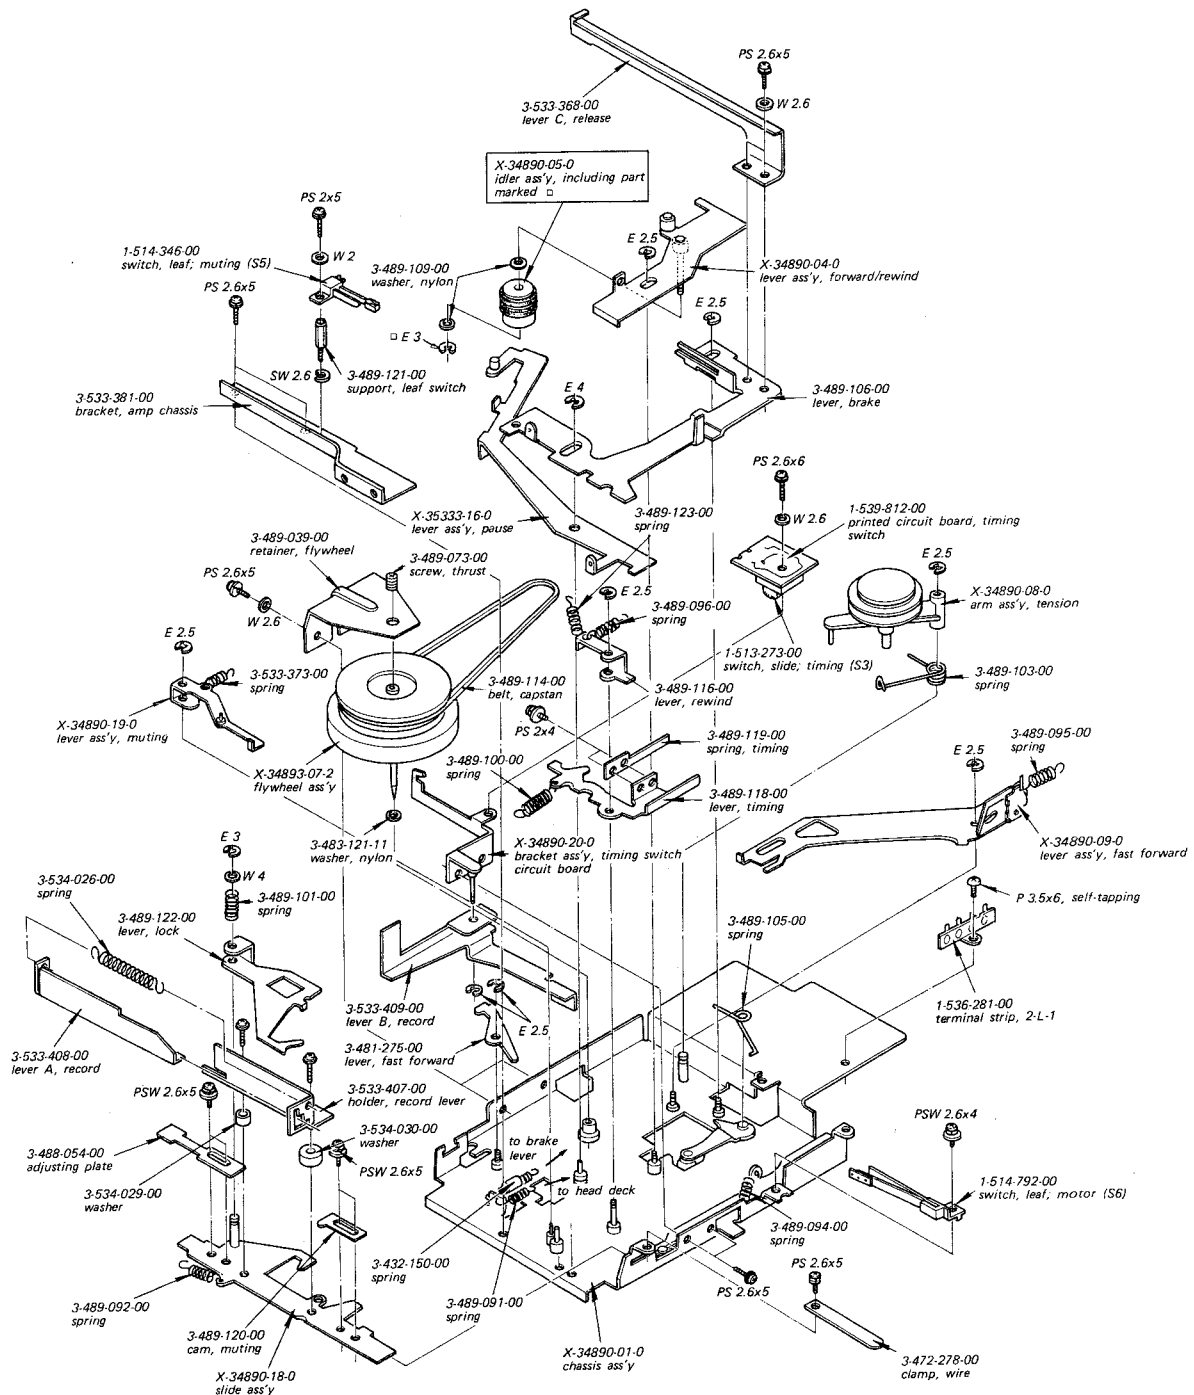 PS 2.6x5
W 2.6
3-533-368-00
lever C, release
X-34890-05-0
idler ass'y, including part
marked □
PS 2x5
W 2
1-514-346-00
switch, leaf; muting (S5)
3-489-109-00
washer, nylon
E 2.5
X-34890-04-0
lever ass'y, forward/rewind
PS 2.6x5
E 2.5
□ E 3
SW 2.6
3-489-121-00
support, leaf switch
E 4
3-533-381-00
bracket, amp chassis
3-489-106-00
lever, brake
PS 2.6x6
W 2.6
1-539-812-00
printed circuit board, timing
switch
X-35333-16-0
lever ass'y, pause
3-489-123-00
spring
3-489-039-00
retainer, flywheel
3-489-073-00
screw, thrust
E 2.5
PS 2.6x5
W 2.6
E 2.5
X-34890-08-0
arm ass'y, tension
3-489-096-00
spring
E 2.5
3-533-373-00
spring
1-513-273-00
switch, slide; timing (S3)
3-489-103-00
spring
3-489-114-00
belt, capstan
3-489-116-00
lever, rewind
X-34890-19-0
lever ass'y, muting
PS 2x4
3-489-119-00
spring, timing
3-489-095-00
spring
E 2.5
X-34893-07-2
flywheel ass'y
3-489-100-00
spring
3-489-118-00
lever, timing
3-483-121-11
washer, nylon
X-34890-20-0
bracket ass'y, timing switch
circuit board
X-34890-09-0
lever ass'y, fast forward
E 3
W 4
3-534-026-00
spring
3-489-101-00
spring
P 3.5x6, self-tapping
3-489-122-00
lever, lock
3-489-105-00
spring
3-533-409-00
lever B, record
E 2.5
1-536-281-00
terminal strip, 2-L-1
3-481-275-00
lever, fast forward
3-533-408-00
lever A, record
PSW 2.6x5
3-533-407-00
holder, record lever
PSW 2.6x4
3-534-030-00
washer
to brake
lever
3-488-054-00
adjusting plate
PSW 2.6x5
to head deck
3-534-029-00
washer
1-514-792-00
switch, leaf, motor (S6)
3-489-094-00
spring
3-432-150-00
spring
PS 2.6x5
PS 2.6x5
3-489-092-00
spring
3-489-091-00
spring
3-489-120-00
cam, muting
X-34890-01-0
chassis ass'y
3-472-278-00
clamp, wire
X-34890-18-0
slide ass'y